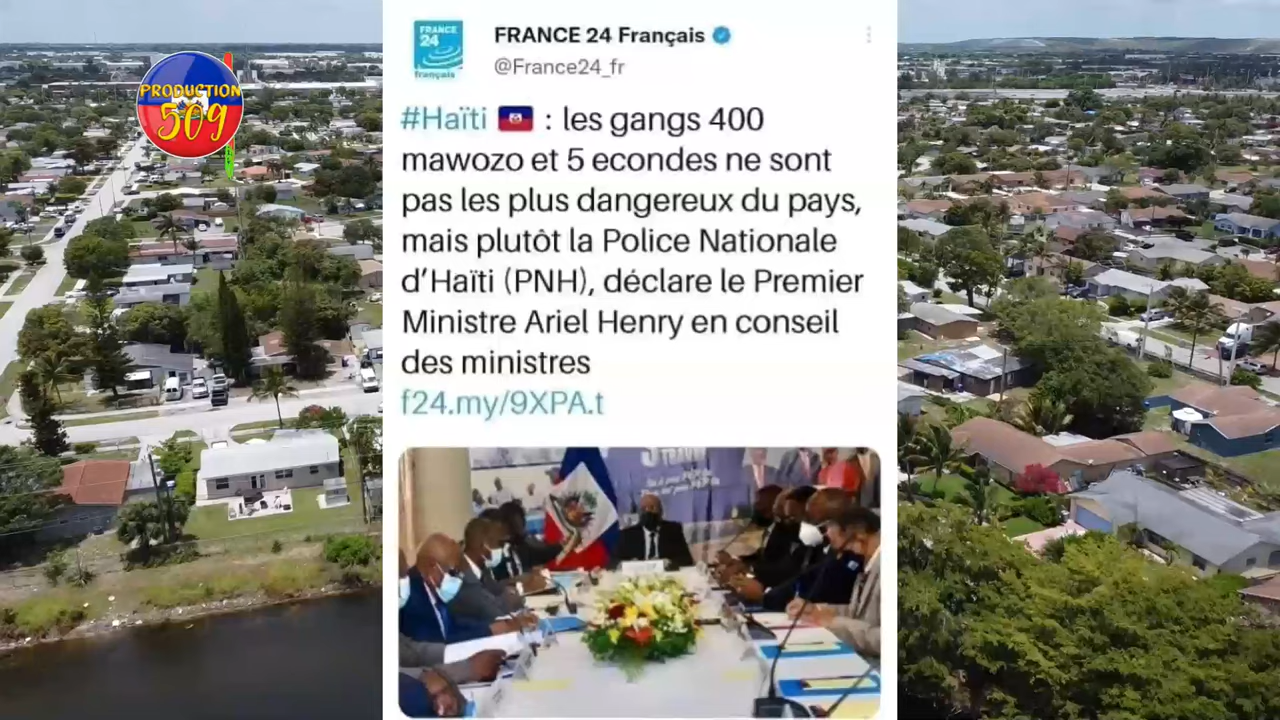 PRODUCTION
509
FRANCE
24
français
FRANCE 24 Français
@France24_fr
#Haïti : les gangs 400
mawozo et 5 econdes ne sont
pas les plus dangereux du pays,
mais plutôt la Police Nationale
d'Haïti (PNH), déclare le Premier
Ministre Ariel Henry en conseil
des ministres
f24.my/9XPA.t